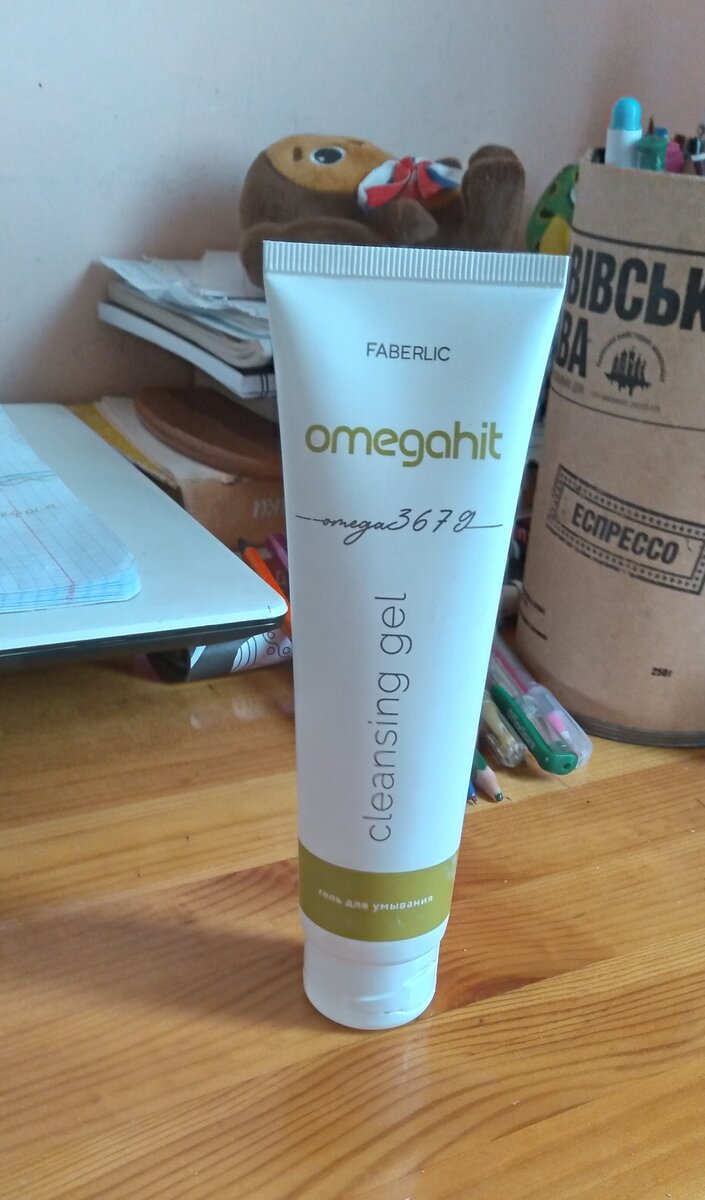 FABERLIC
omegahit
omega3679
cleansing gel
гель для умывания
ВІВСЬК
ВА
ЕСПРЕССО
250г